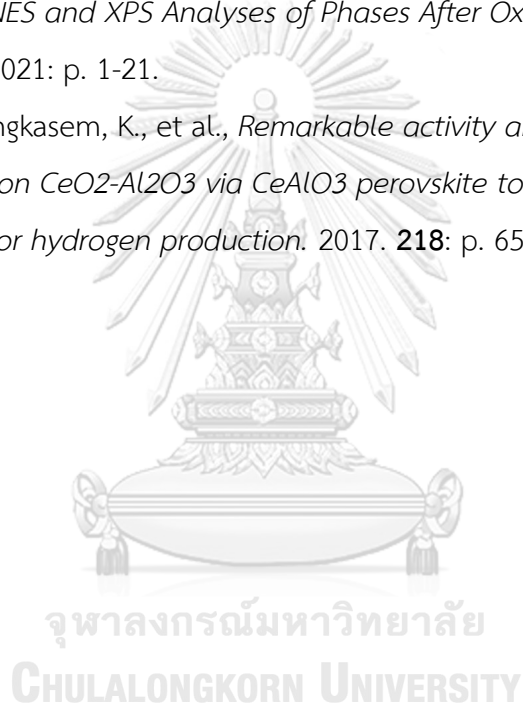 NES and XPS Analyses of Phases After Ox
021: p. 1-21.
ngkasem, K., et al., Remarkable activity a
on CeO2-Al2O3 via CeAlO3 perovskite to
or hydrogen production. 2017. 218: p. 65
จุฬาลงกรณ์มหาวิทยาลัย
CHULALONGKORN UNIVERSITY